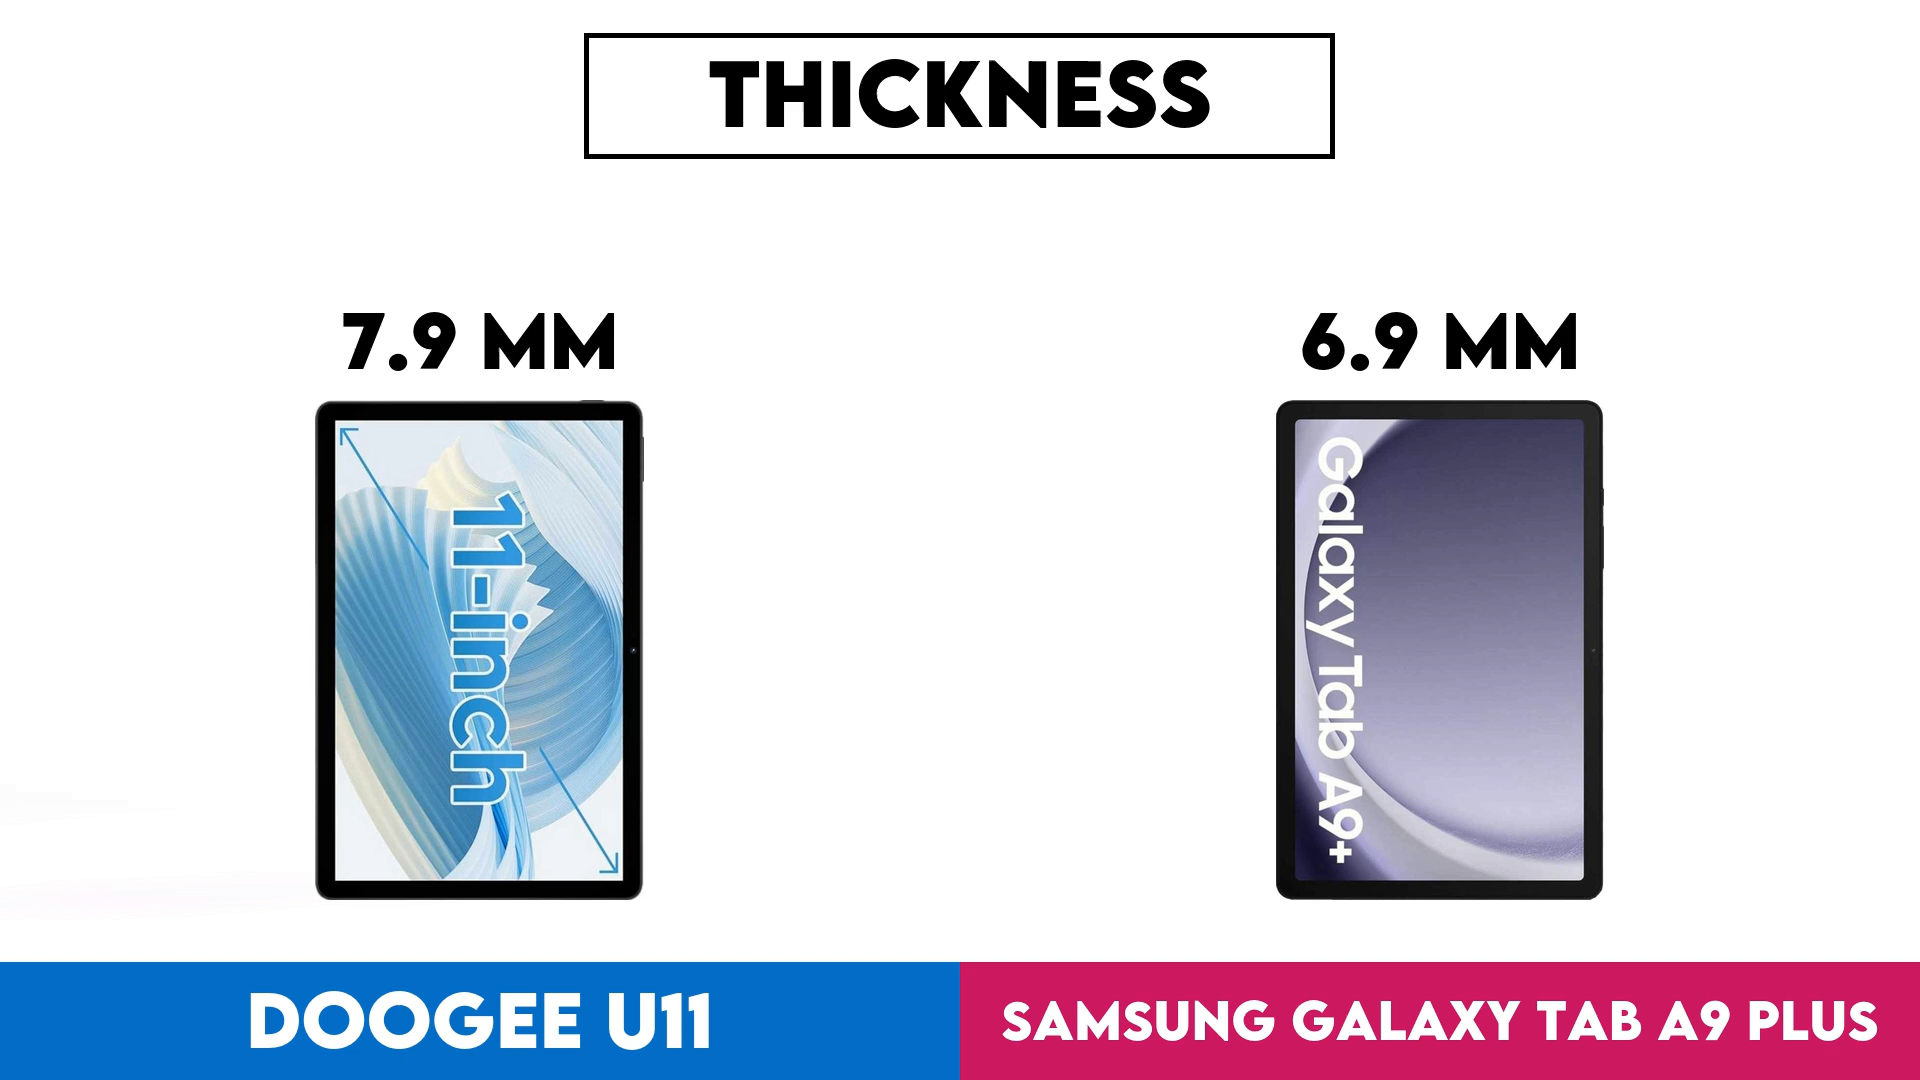 THICKNESS
7.9 MM
6.9 MM
11-inch
Galaxy Tab A9+
DOOGEE U11
SAMSUNG GALAXY TAB A9 PLUS